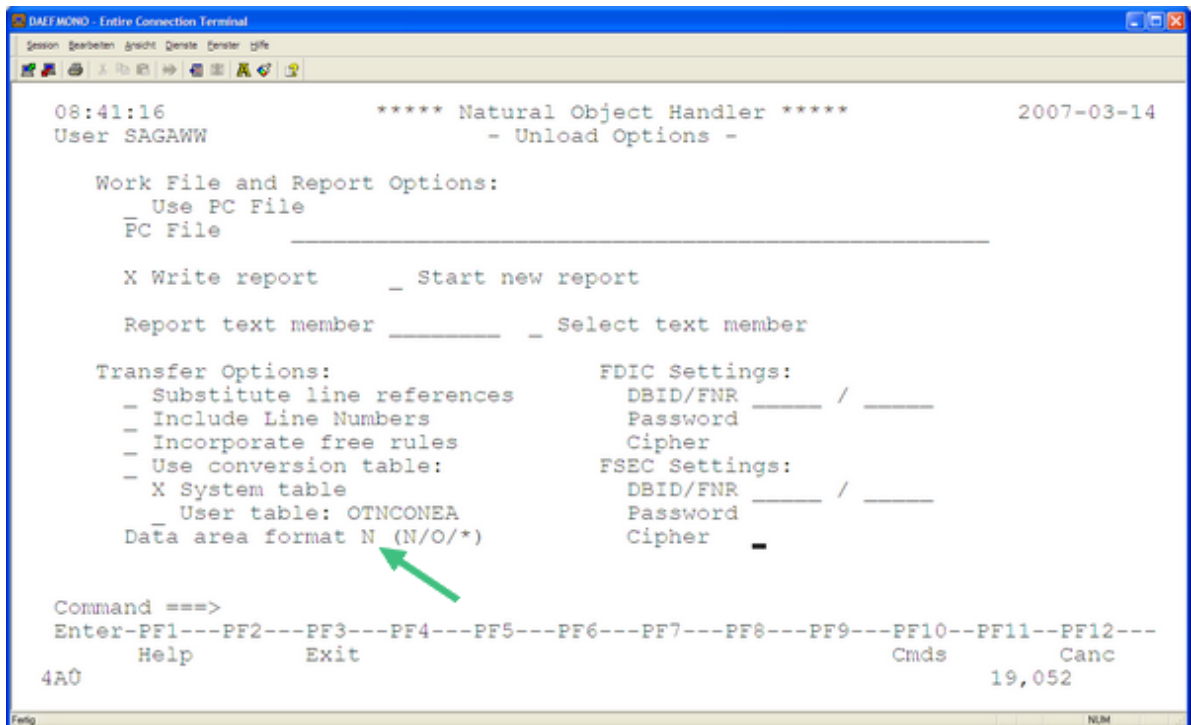 DAEFMONO - Entire Connection Terminal
Session Bearbeiten Ansicht Dienste Fenster Hilfe
08:41:16 ***** Natural Object Handler ***** 2007-03-14
User SAGAWW - Unload Options -
Work File and Report Options:
_ Use PC File
PC File ___________________________________________________
X Write report _ Start new report
Report text member ________ _ Select text member
Transfer Options: FDIC Settings:
_ Substitute line references DBID/FNR _____ / _____
_ Include Line Numbers Password
_ Incorporate free rules Cipher
_ Use conversion table: FSEC Settings:
X System table DBID/FNR _____ / _____
_ User table: OTNCONEA Password
Data area format N (N/O/*) Cipher
Command ===>
Enter-PF1---PF2---PF3---PF4---PF5---PF6---PF7---PF8---PF9---PF10--PF11--PF12---
Help Exit Cmds Canc
4AÛ 19,052
Fertig NUM